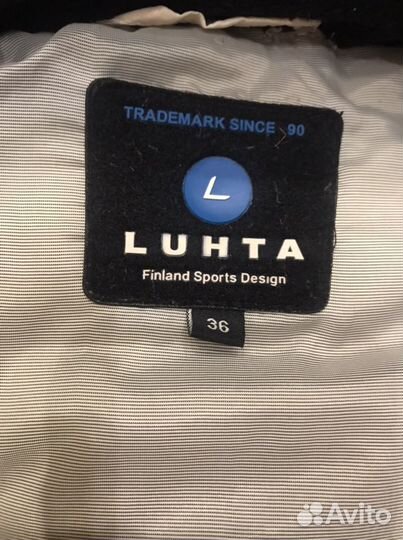 TRADEMARK SINCE 90
L
LUHTA
Finland Sports Design
36
Avito